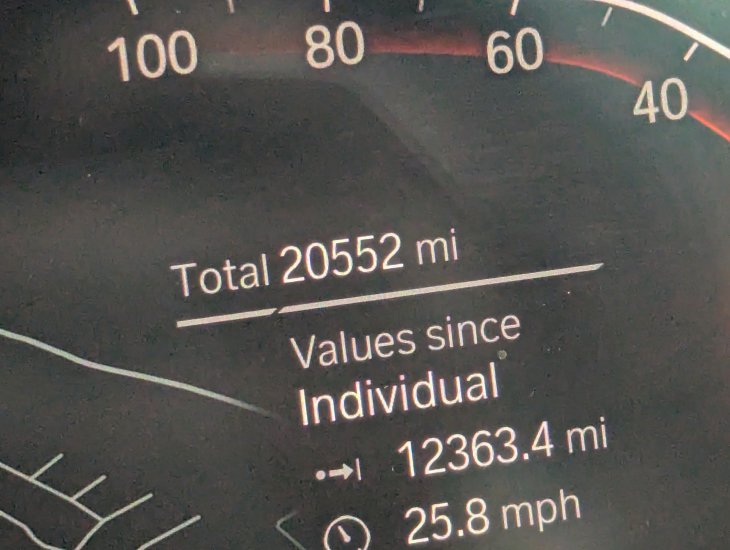 100 80 60 40
Total 20552 mi
Values since
Individual
12363.4 mi
25.8 mph